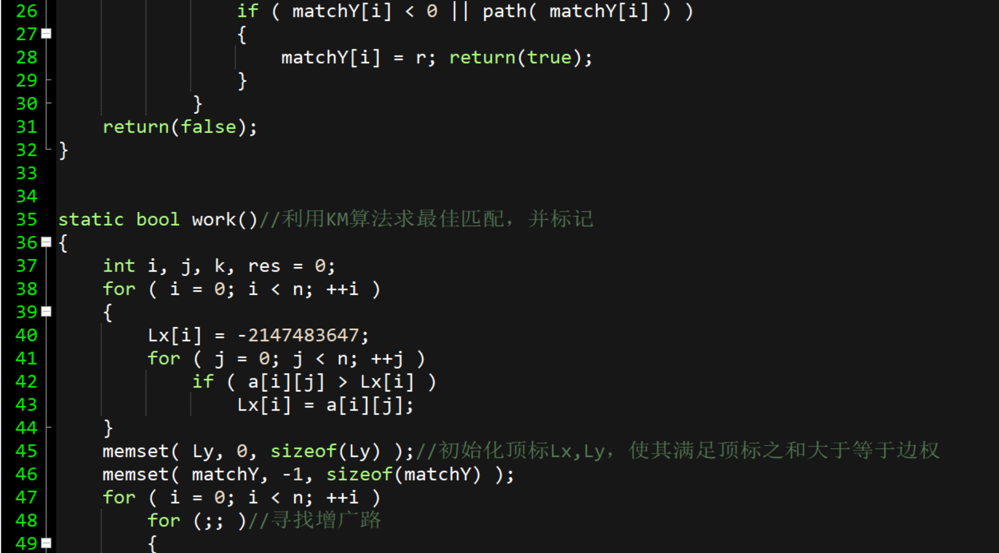 26 if ( matchY[i] < 0 || path( matchY[i] ) )
27 {
28 matchY[i] = r; return(true);
29 }
30 }
31 return(false);
32 }
33
34
35 static bool work()//利用KM算法求最佳匹配，并标记
36 {
37 int i, j, k, res = 0;
38 for ( i = 0; i < n; ++i )
39 {
40 Lx[i] = -2147483647;
41 for ( j = 0; j < n; ++j )
42 if ( a[i][j] > Lx[i] )
43 Lx[i] = a[i][j];
44 }
45 memset( Ly, 0, sizeof(Ly) );//初始化顶标Lx,Ly，使其满足顶标之和大于等于边权
46 memset( matchY, -1, sizeof(matchY) );
47 for ( i = 0; i < n; ++i )
48 for (;; )//寻找增广路
49 {